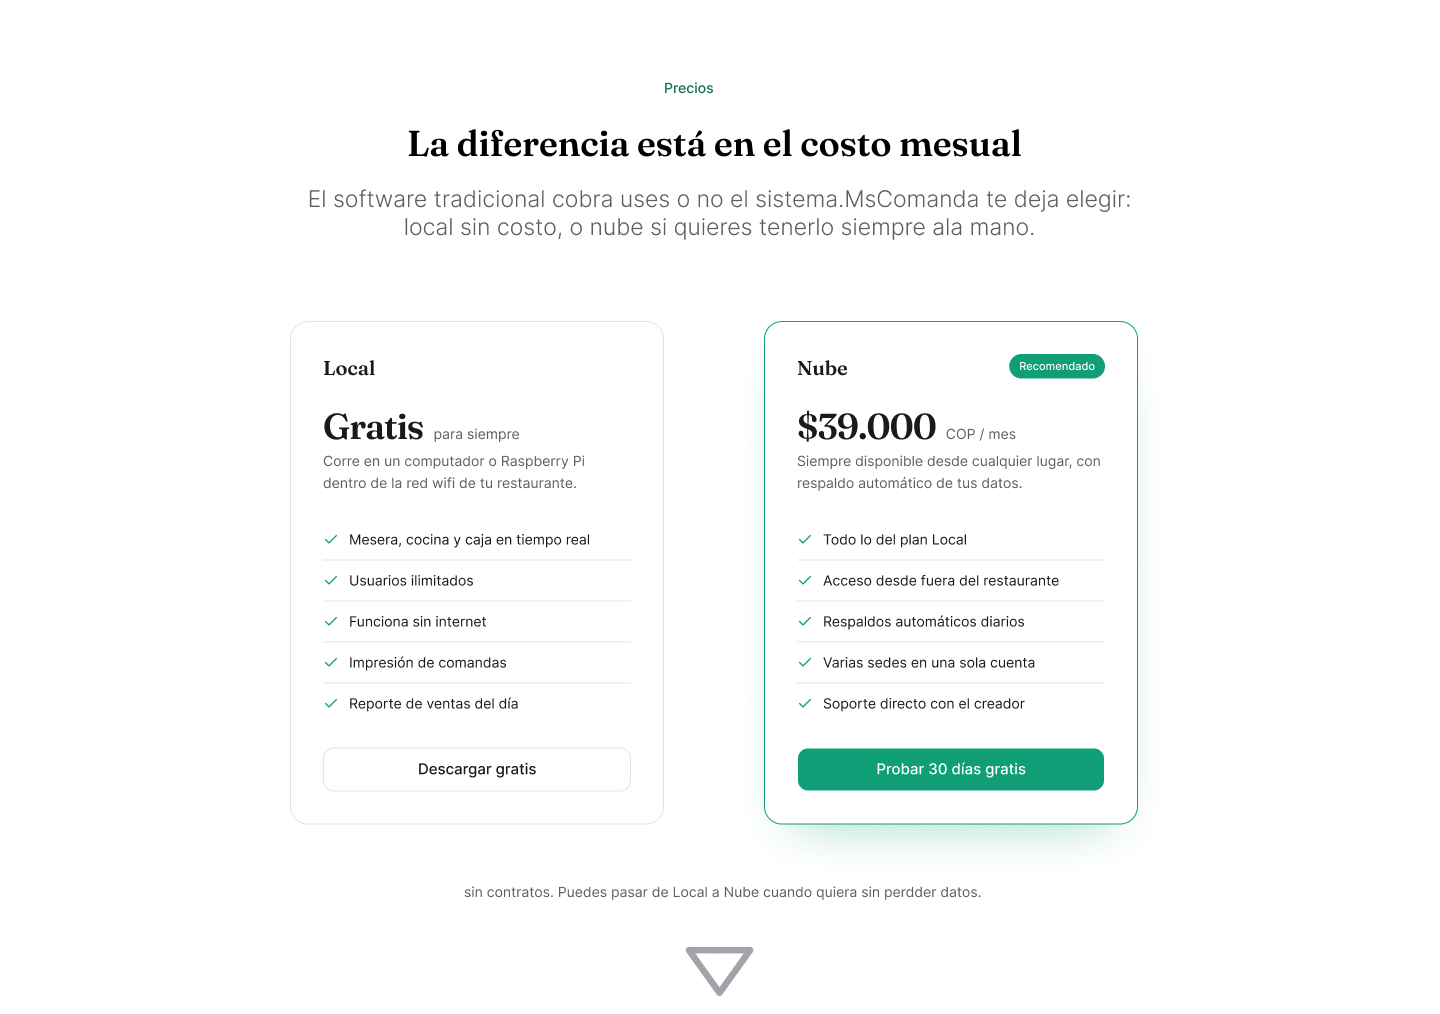 Precios
La diferencia está en el costo mesual
El software tradicional cobra uses o no el sistema.MsComanda te deja elegir:
local sin costo, o nube si quieres tenerlo siempre ala mano.
Local
Gratis para siempre
Corre en un computador o Raspberry Pi
dentro de la red wifi de tu restaurante.
Mesera, cocina y caja en tiempo real
Usuarios ilimitados
Funciona sin internet
Impresión de comandas
Reporte de ventas del día
Descargar gratis
Nube
Recomendado
$39.000 COP / mes
Siempre disponible desde cualquier lugar, con
respaldo automático de tus datos.
Todo lo del plan Local
Acceso desde fuera del restaurante
Respaldos automáticos diarios
Varias sedes en una sola cuenta
Soporte directo con el creador
Probar 30 días gratis
sin contratos. Puedes pasar de Local a Nube cuando quiera sin perdder datos.